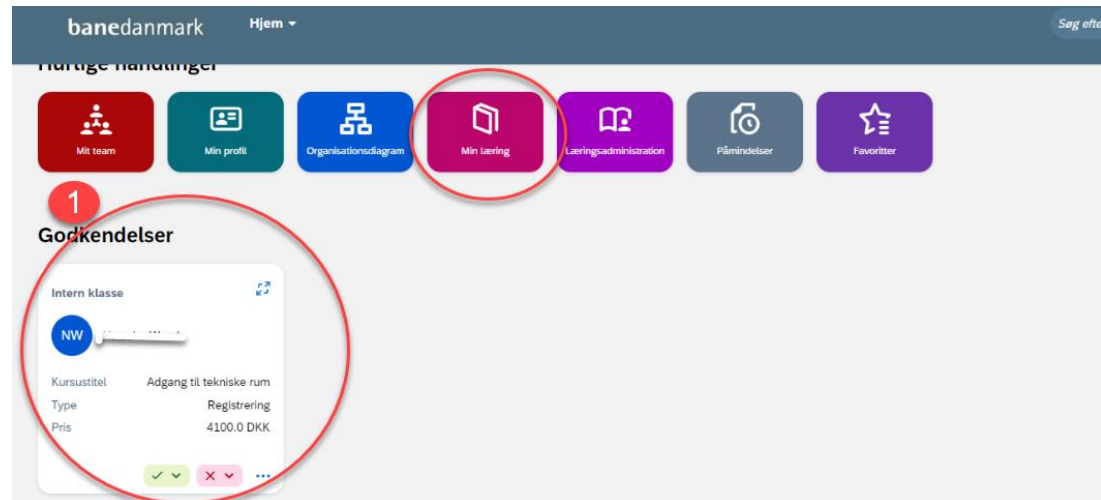 banedanmark
Hjem
Søg efte
Hurtige handlinger
Mit team
Min profil
Organisationsdiagram
Min læring
Læringsadministration
Påmindelser
Favoritter
1
Godkendelser
Intern klasse
NW
Kursustitel Adgang til tekniske rum
Type Registrering
Pris 4100.0 DKK